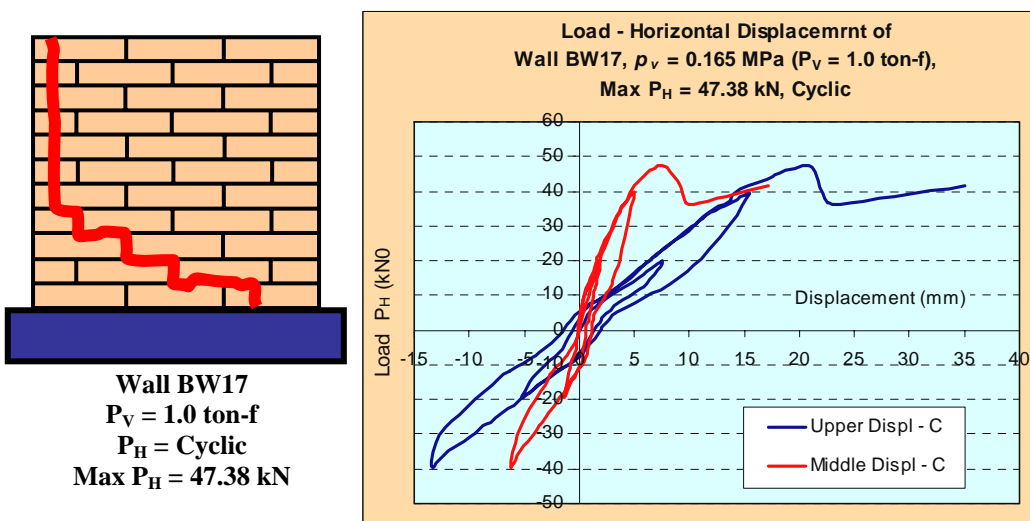 Wall BW17
PV = 1.0 ton-f
PH = Cyclic
Max PH = 47.38 kN
Load - Horizontal Displacemrnt of
Wall BW17, pv = 0.165 MPa (PV = 1.0 ton-f),
Max PH = 47.38 kN, Cyclic
Load PH (kN0
60
50
40
30
20
10
0
-10
-20
-30
-40
-50
-15 -10 -5 0 5 10 15 20 25 30 35 40
Displacement (mm)
Upper Displ - C
Middle Displ - C